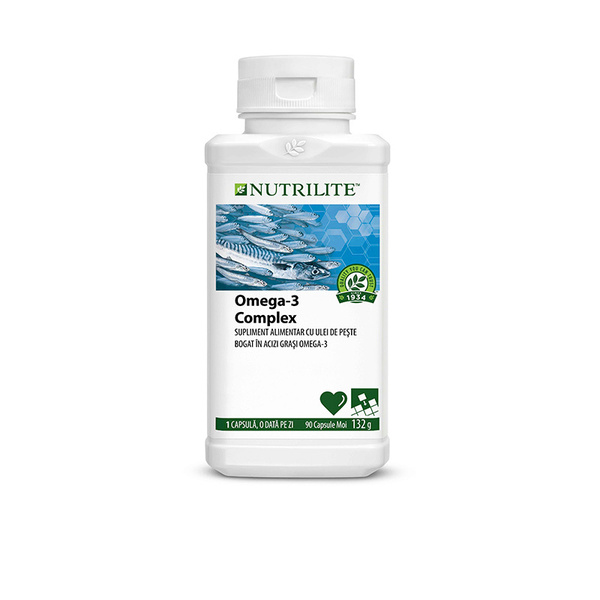 NUTRILITE™
SINCE 1934
Omega-3
Complex
SUPLIMENT ALIMENTAR CU ULEI DE PEȘTE
BOGAT ÎN ACIZI GRAȘI OMEGA-3
1 CAPSULĂ, O DATĂ PE ZI 90 Capsule Moi 132 g